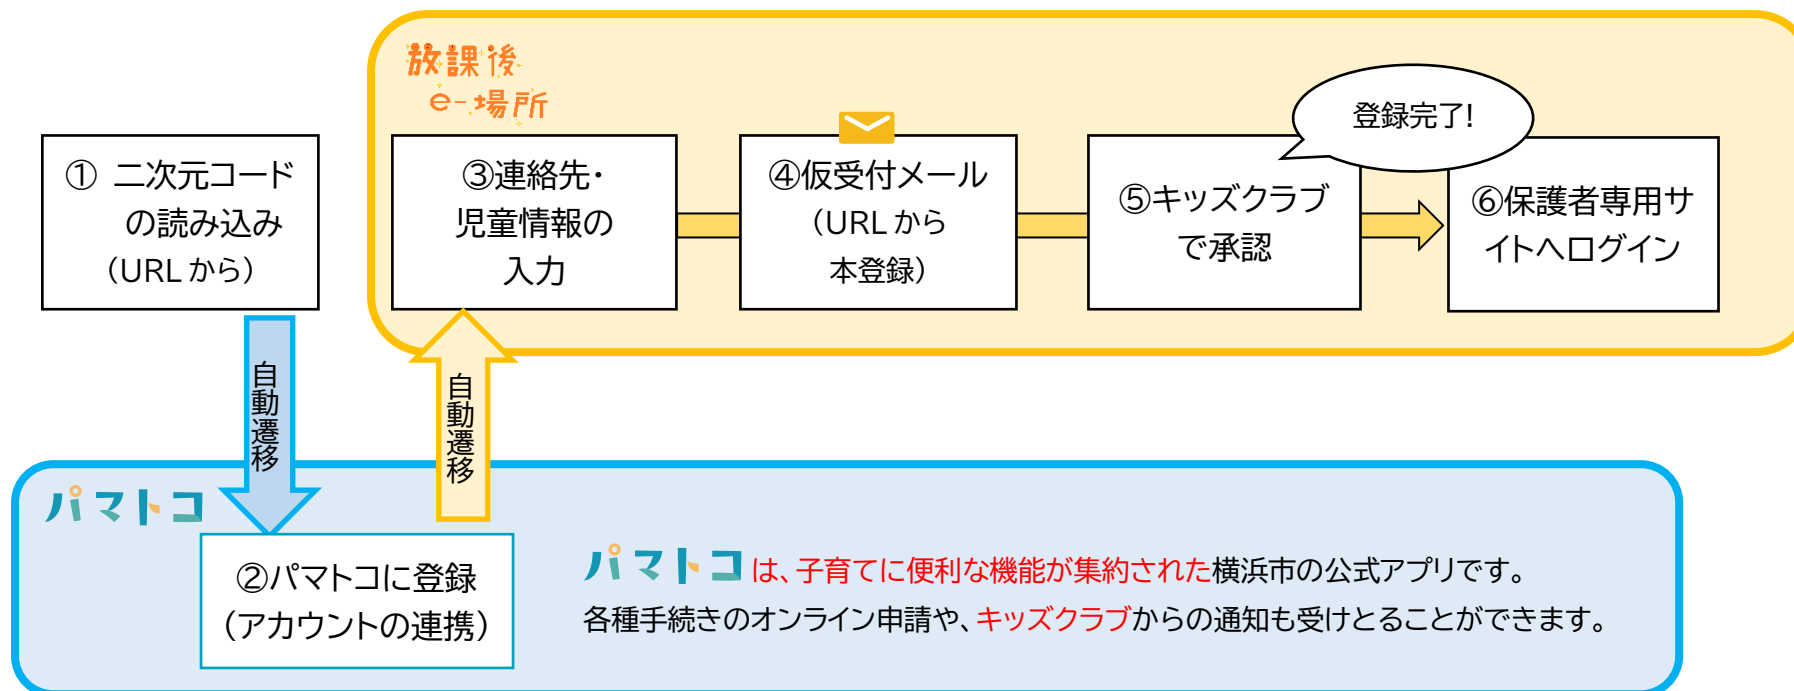 放課後
e-場所
① 二次元コード
の読み込み
（URLから）
自動遷移
パマトコ
②パマトコに登録
（アカウントの連携）
自動遷移
③連絡先・
児童情報の
入力
④仮受付メール
（URLから
本登録）
⑤キッズクラブ
で承認
登録完了!
⑥保護者専用サ
イトへログイン
パマトコは、子育てに便利な機能が集約された横浜市の公式アプリです。
各種手続きのオンライン申請や、キッズクラブからの通知も受けとることができます。